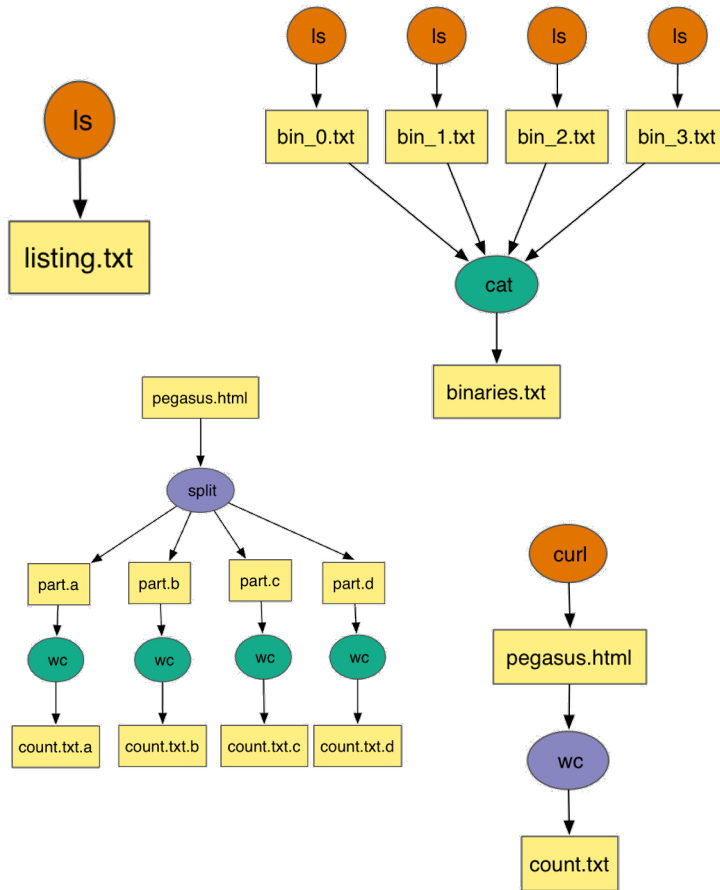 ls
listing.txt
ls ls ls ls
bin_0.txt bin_1.txt bin_2.txt bin_3.txt
cat
binaries.txt
pegasus.html
split
part.a part.b part.c part.d
wc wc wc wc
count.txt.a count.txt.b count.txt.c count.txt.d
curl
pegasus.html
wc
count.txt